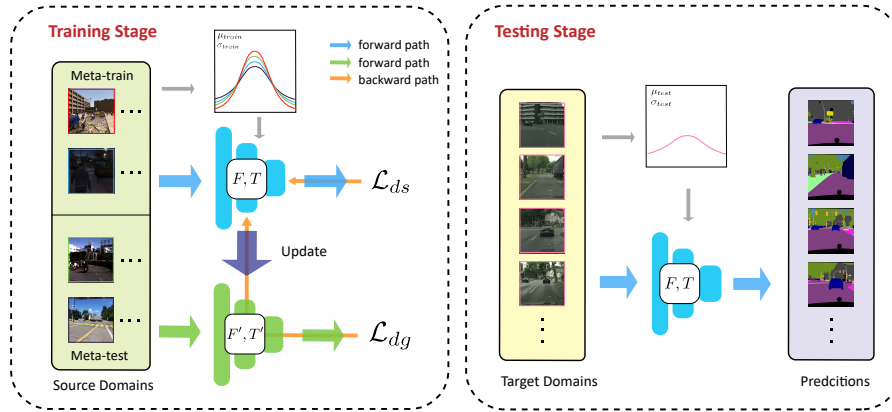 Training Stage
μtrain
σtrain
forward path
forward path
backward path
Meta-train
...
...
F, T
ℒds
Update
...
...
F′, T′
ℒdg
Meta-test
Source Domains
Testing Stage
μtest
σtest
F, T
Target Domains
Predcitions